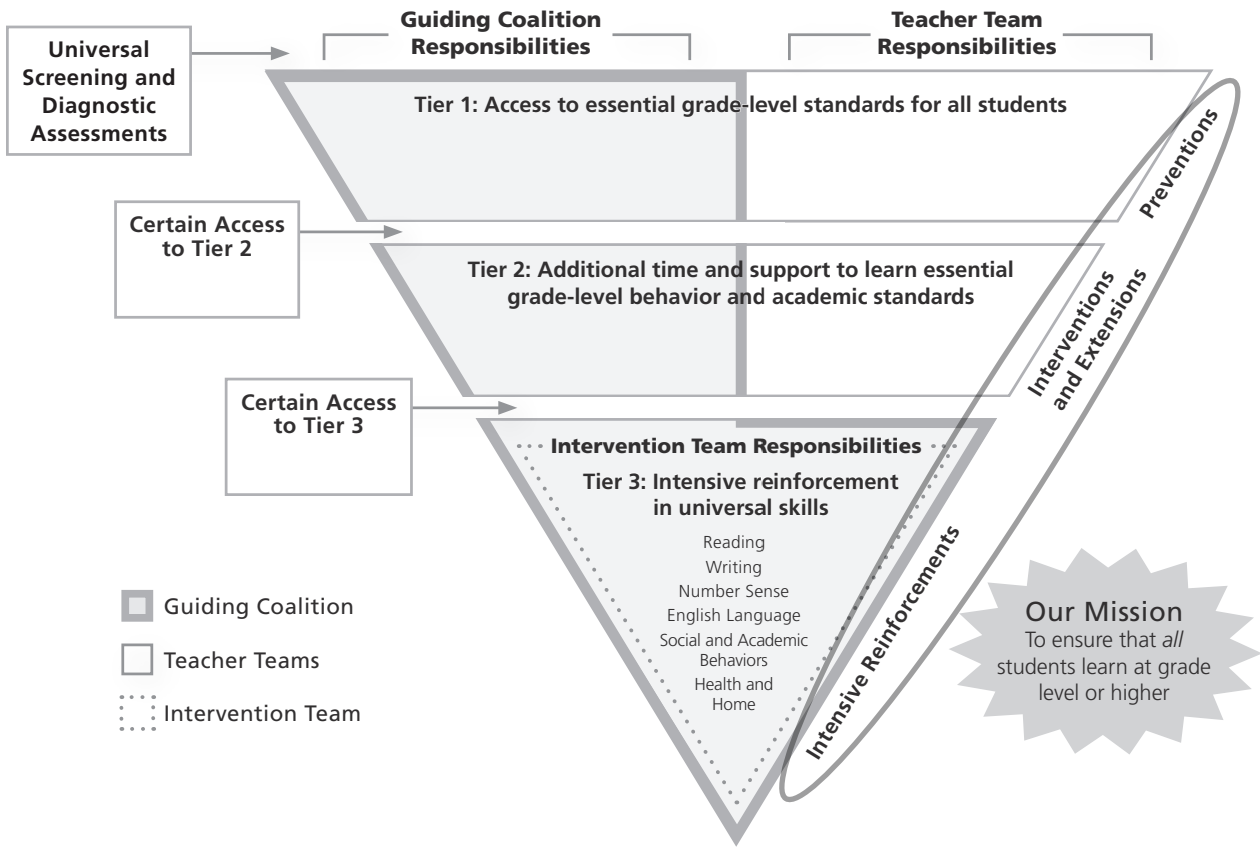 Guiding Coalition
Responsibilities
Teacher Team
Responsibilities
Universal
Screening and
Diagnostic
Assessments
Tier 1: Access to essential grade-level standards for all students
Preventions
Certain Access
to Tier 2
Tier 2: Additional time and support to learn essential
grade-level behavior and academic standards
Interventions
and Extensions
Certain Access
to Tier 3
Intervention Team Responsibilities
Tier 3: Intensive reinforcement
in universal skills
Reading
Writing
Number Sense
English Language
Social and Academic
Behaviors
Health and
Home
Intensive Reinforcements
Guiding Coalition
Teacher Teams
Intervention Team
Our Mission
To ensure that all
students learn at grade
level or higher